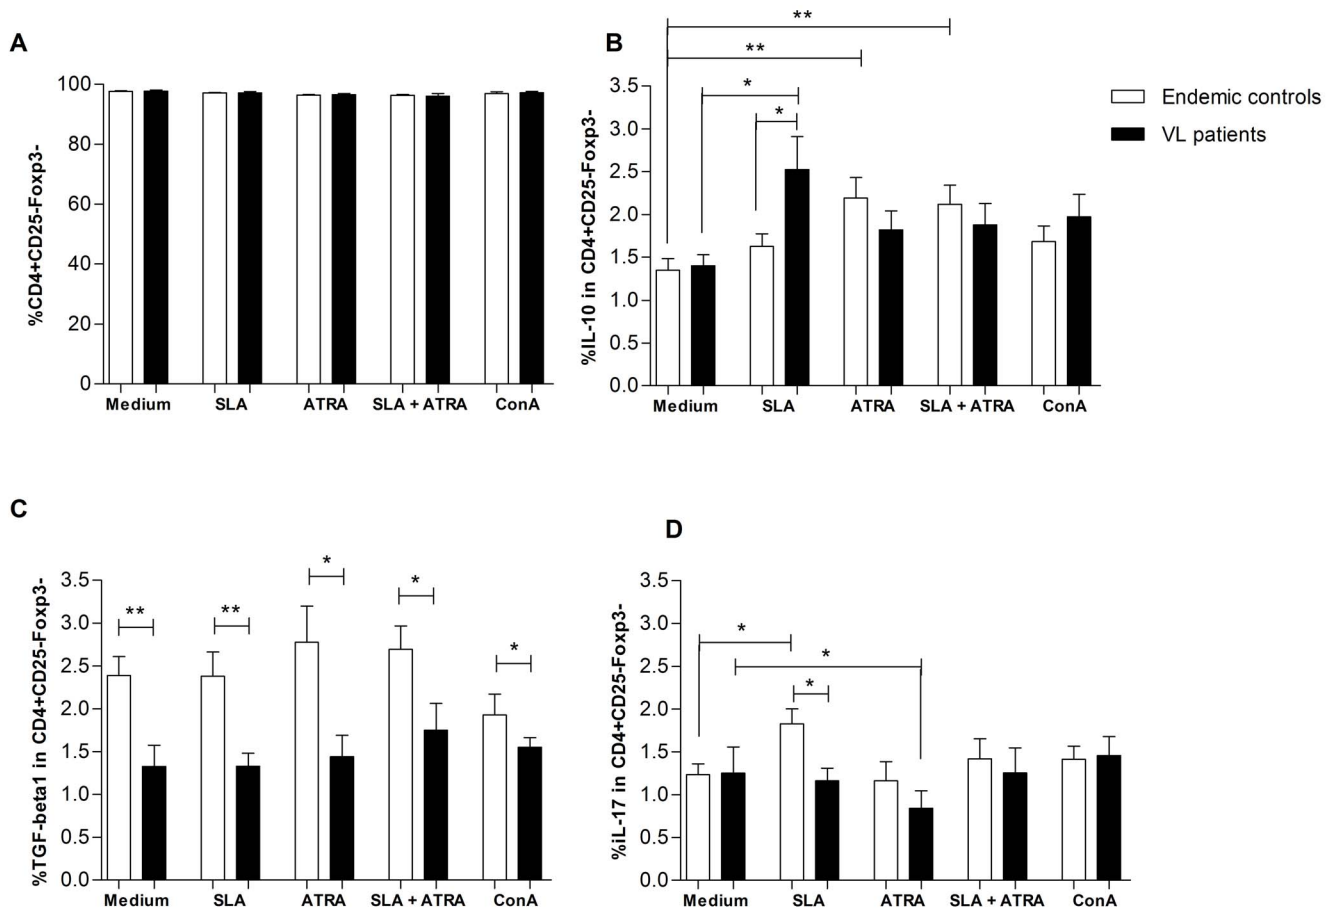 A
%CD4+CD25-Foxp3-
100
80
60
40
20
0
Medium SLA ATRA SLA + ATRA ConA
B
%IL-10 in CD4+CD25-Foxp3-
3.5
3.0
2.5
2.0
1.5
1.0
0.5
0.0
**
**
*
*
Medium SLA ATRA SLA + ATRA ConA
Endemic controls
VL patients
C
%TGF-beta1 in CD4+CD25-Foxp3-
3.5
3.0
2.5
2.0
1.5
1.0
0.5
0.0
** ** * * *
Medium SLA ATRA SLA + ATRA ConA
D
%iL-17 in CD4+CD25-Foxp3-
3.5
3.0
2.5
2.0
1.5
1.0
0.5
0.0
*
*
*
Medium SLA ATRA SLA + ATRA ConA